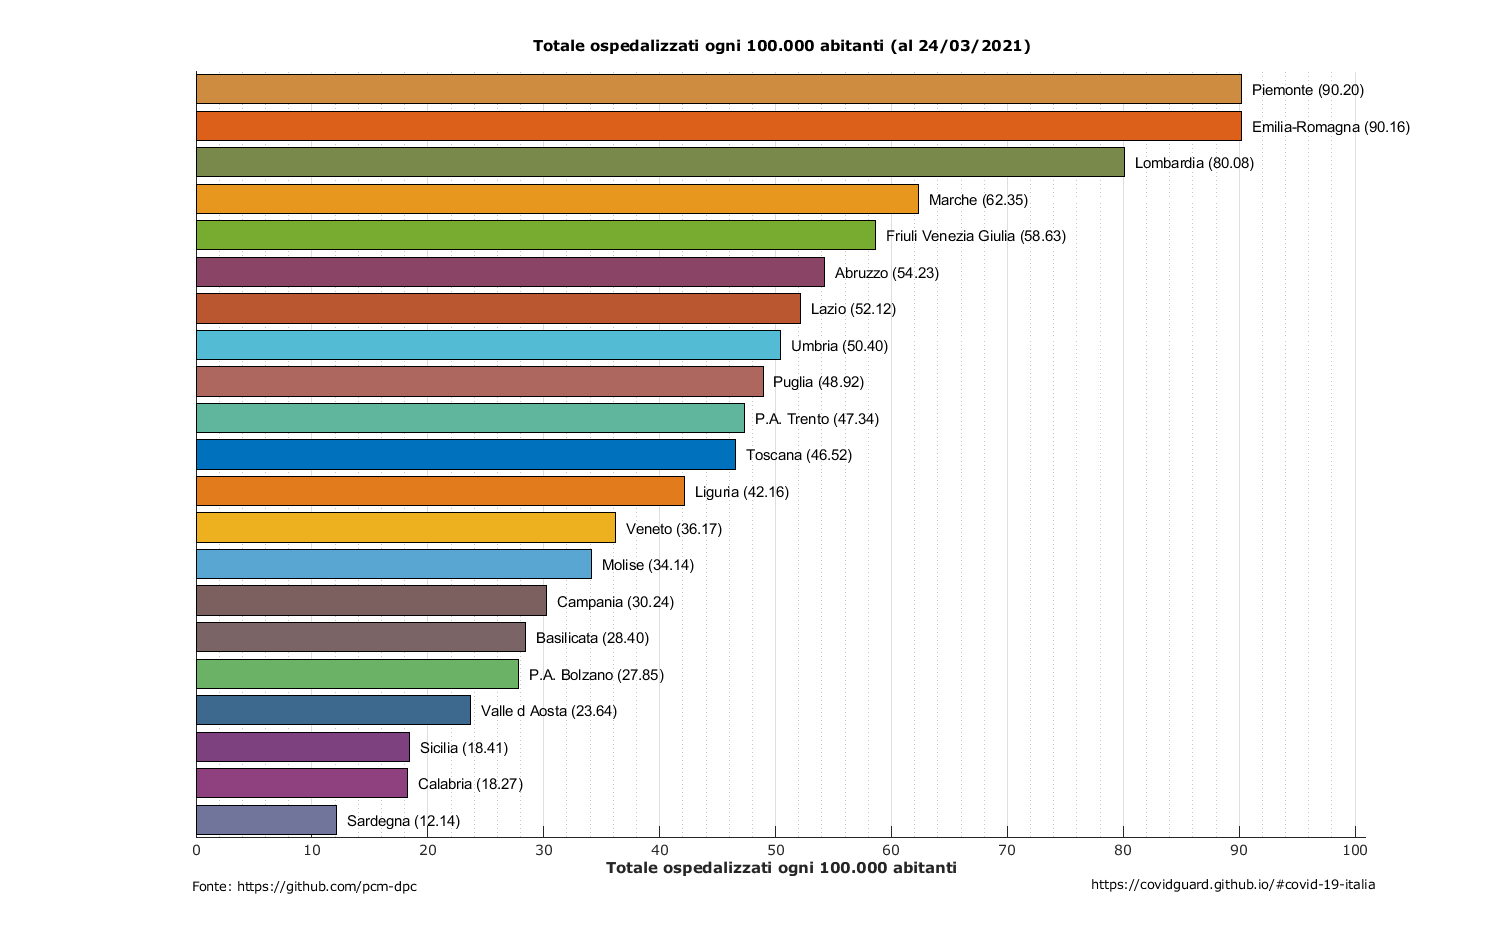 Totale ospedalizzati ogni 100.000 abitanti (al 24/03/2021)
Piemonte (90.20)
Emilia-Romagna (90.16)
Lombardia (80.08)
Marche (62.35)
Friuli Venezia Giulia (58.63)
Abruzzo (54.23)
Lazio (52.12)
Umbria (50.40)
Puglia (48.92)
P.A. Trento (47.34)
Toscana (46.52)
Liguria (42.16)
Veneto (36.17)
Molise (34.14)
Campania (30.24)
Basilicata (28.40)
P.A. Bolzano (27.85)
Valle d Aosta (23.64)
Sicilia (18.41)
Calabria (18.27)
Sardegna (12.14)
0 10 20 30 40 50 60 70 80 90 100
Totale ospedalizzati ogni 100.000 abitanti
Fonte: https://github.com/pcm-dpc
https://covidguard.github.io/#covid-19-italia